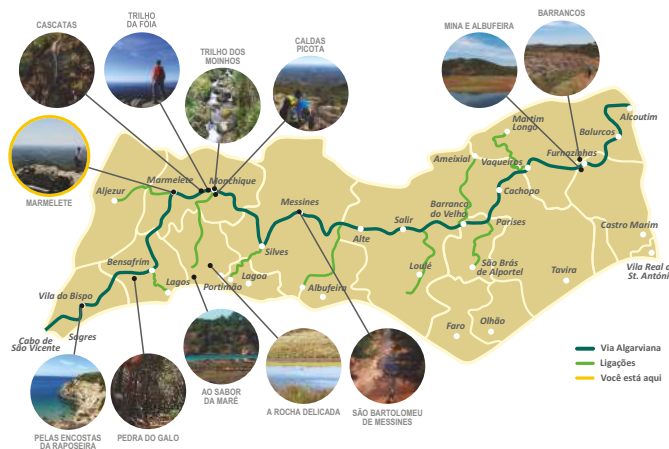 CASCATAS
TRILHO
DA FOIA
TRILHO DOS
MOINHOS
CALDAS
PICOTA
MINA E ALBUFEIRA
BARRANCOS
MARMELETE
Aljezur
Marmelete
Monchique
Messines
Ameixial
Martim
Longo
Vaqueiros
Furnazinhas
Balurcos
Alcoutim
Cachopo
Barranco
do Velho
Parises
Salir
Alte
Silves
Bensafrim
Lagos
Portimão
Lagoa
Albufeira
Loulé
São Brás
de Alportel
Tavira
Castro Marim
Vila Real de
St. Antóni
Faro
Olhão
Vila do Bispo
Sagres
Cabo de
São Vicente
Via Algarviana
Ligações
Você está aqui
PELAS ENCOSTAS
DA RAPOSEIRA
PEDRA DO GALO
AO SABOR
DA MARÉ
A ROCHA DELICADA
SÃO BARTOLOMEU
DE MESSINES